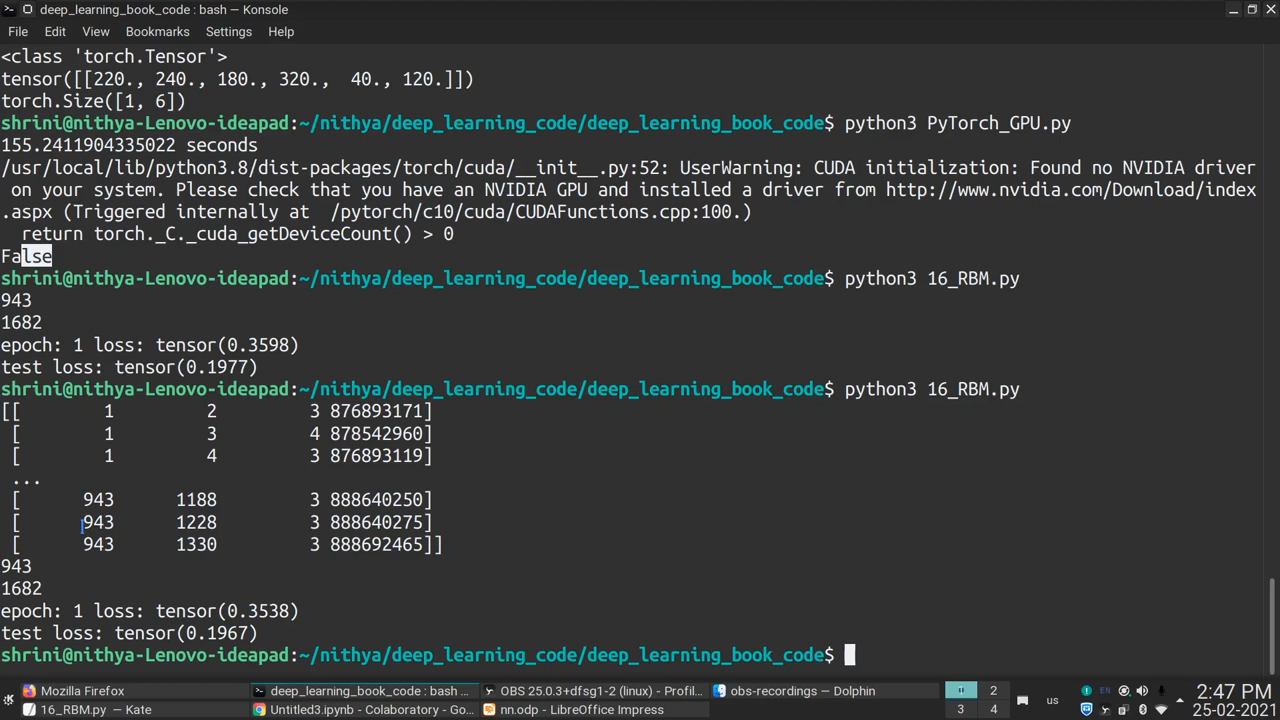 deep_learning_book_code : bash — Konsole
File Edit View Bookmarks Settings Help
<class 'torch.Tensor'>
tensor([[220., 240., 180., 320.,  40., 120.]])
torch.Size([1, 6])
shrini@nithya-Lenovo-ideapad:~/nithya/deep_learning_code/deep_learning_book_code$ python3 PyTorch_GPU.py
155.2411904335022 seconds
/usr/local/lib/python3.8/dist-packages/torch/cuda/__init__.py:52: UserWarning: CUDA initialization: Found no NVIDIA driver
 on your system. Please check that you have an NVIDIA GPU and installed a driver from http://www.nvidia.com/Download/index
.aspx (Triggered internally at  /pytorch/c10/cuda/CUDAFunctions.cpp:100.)
  return torch._C._cuda_getDeviceCount() > 0
False
shrini@nithya-Lenovo-ideapad:~/nithya/deep_learning_code/deep_learning_book_code$ python3 16_RBM.py
943
1682
epoch: 1 loss: tensor(0.3598)
test loss: tensor(0.1977)
shrini@nithya-Lenovo-ideapad:~/nithya/deep_learning_code/deep_learning_book_code$ python3 16_RBM.py
[[        1         2         3 876893171]
 [        1         3         4 878542960]
 [        1         4         3 876893119]
 ...
 [      943      1188         3 888640250]
 [      943      1228         3 888640275]
 [      943      1330         3 888692465]]
943
1682
epoch: 1 loss: tensor(0.3538)
test loss: tensor(0.1967)
shrini@nithya-Lenovo-ideapad:~/nithya/deep_learning_code/deep_learning_book_code$
Mozilla Firefox deep_learning_book_code : bash ... OBS 25.0.3+dfsg1-2 (linux) - Profil... obs-recordings — Dolphin 2 EN us 2:47 PM
16_RBM.py — Kate Untitled3.ipynb - Colaboratory - Go... nn.odp — LibreOffice Impress 3 4 25-02-2021